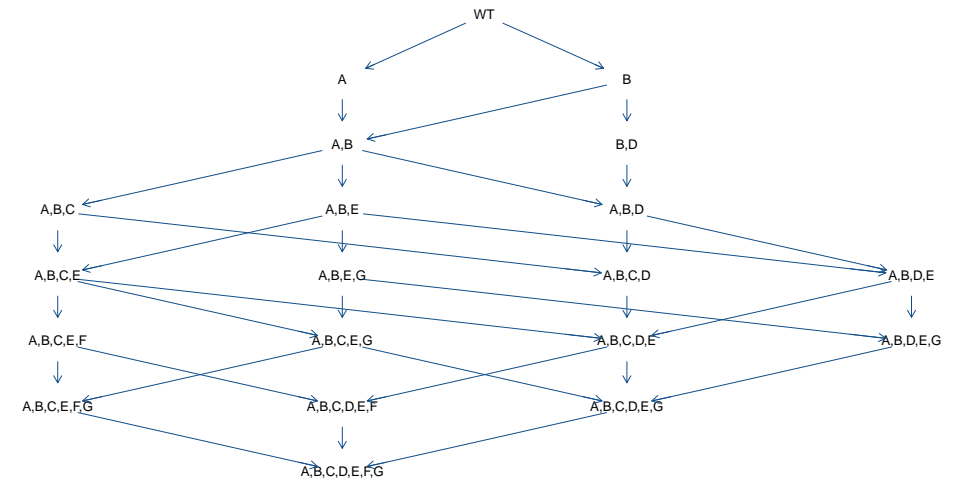 WT
A B
A,B B,D
A,B,C A,B,E A,B,D
A,B,C,E A,B,E,G A,B,C,D A,B,D,E
A,B,C,E,F A,B,C,E,G A,B,C,D,E A,B,D,E,G
A,B,C,E,F,G A,B,C,D,E,F A,B,C,D,E,G
A,B,C,D,E,F,G